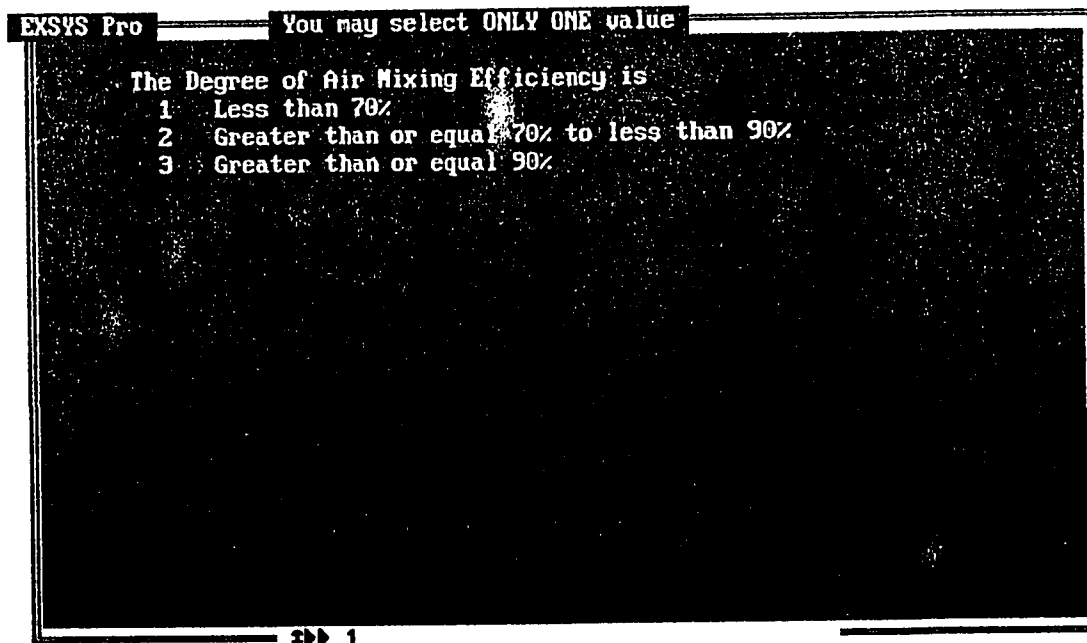 EXSYS Pro You may select ONLY ONE value
The Degree of Air Mixing Efficiency is
1 Less than 70%
2 Greater than or equal 70% to less than 90%
3 Greater than or equal 90%
1